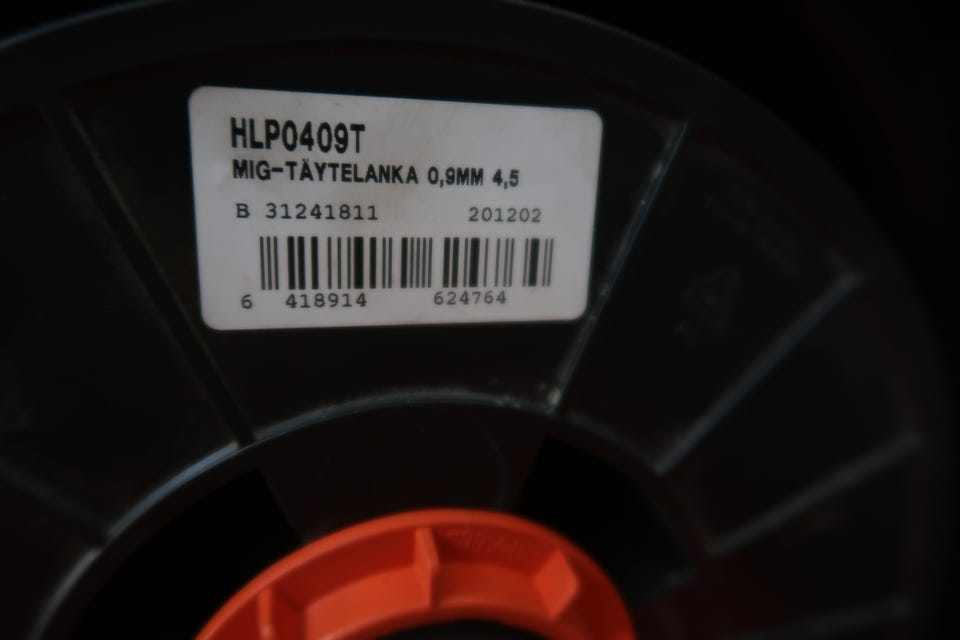 HLP0409T
MIG-TÄYTELANKA 0,9MM 4,5
B 31241811 201202
6 418914 624764